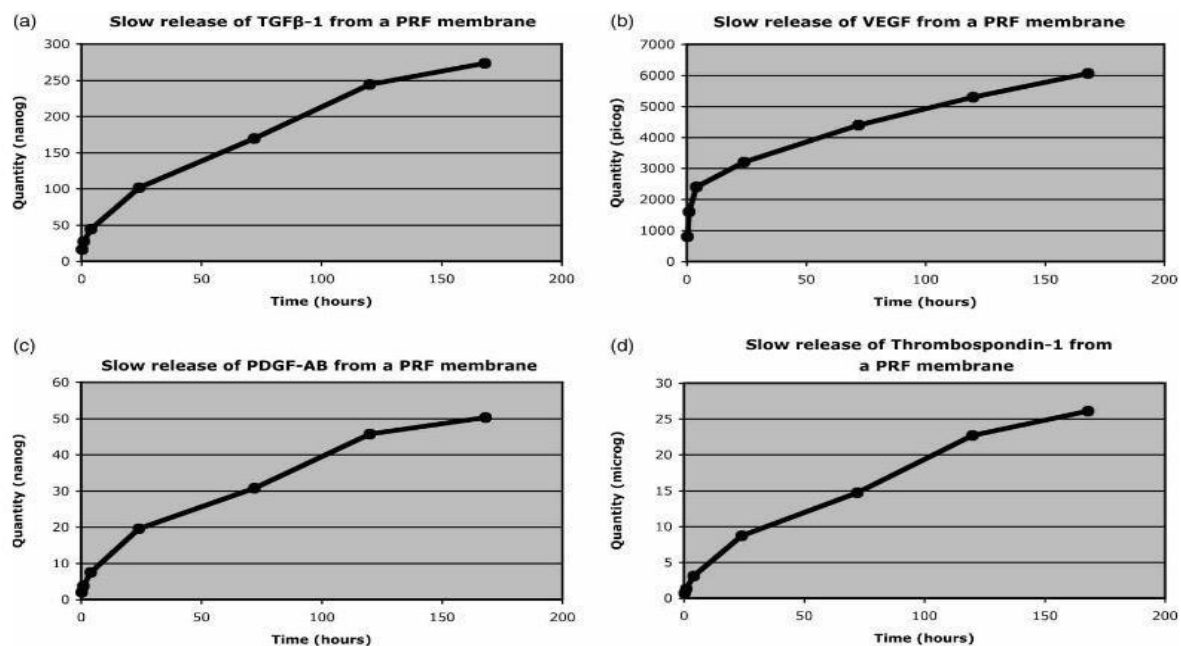 (a)
Slow release of TGFβ-1 from a PRF membrane
Quantity (nanog)
300
250
200
150
100
50
0
0 50 100 150 200
Time (hours)
(b)
Slow release of VEGF from a PRF membrane
Quantity (picog)
7000
6000
5000
4000
3000
2000
1000
0
0 50 100 150 200
Time (hours)
(c)
Slow release of PDGF-AB from a PRF membrane
Quantity (nanog)
60
50
40
30
20
10
0
0 50 100 150 200
Time (hours)
(d)
Slow release of Thrombospondin-1 from
a PRF membrane
Quantity (microg)
30
25
20
15
10
5
0
0 50 100 150 200
Time (hours)